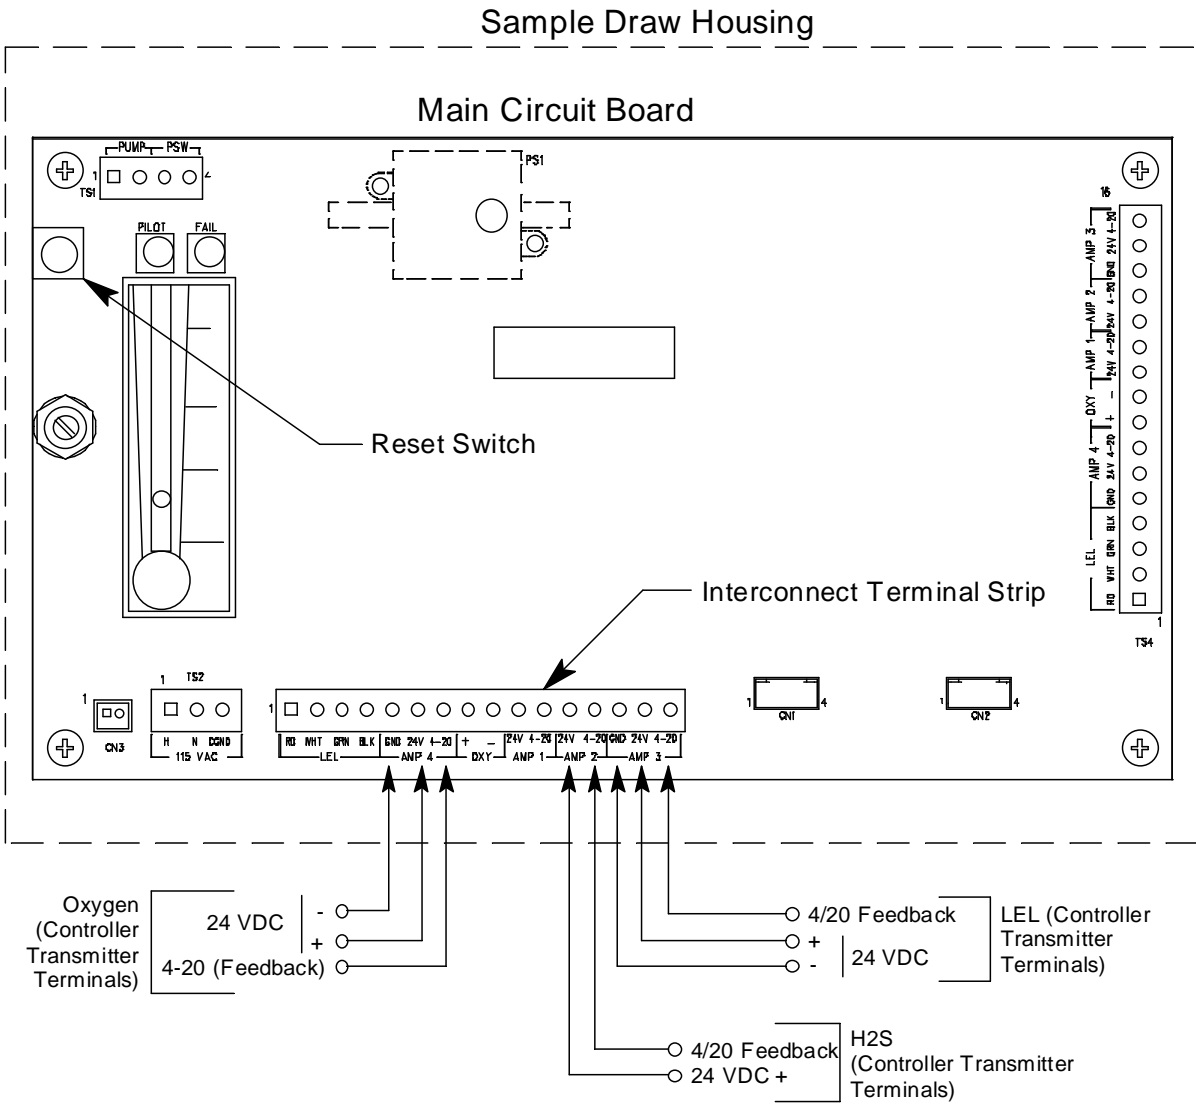 Sample Draw Housing
Main Circuit Board
PUMP PSW
1 4
TS1
PS1
PILOT FAIL
Reset Switch
Interconnect Terminal Strip
16
AMP 3 GND 24V 4-20
AMP 2 24V 4-20
AMP 1 24V 4-20
OXY + -
AMP 4 GND 24V 4-20
LEL RD WHT GRN BLK
1
TS4
1
CN3
1 TS2
H N CGND
115 VAC
1
RD WHT GRN BLK GND 24V 4-20 + - 24V 4-20 24V 4-20 GND 24V 4-20
LEL AMP 4 OXY AMP 1 AMP 2 AMP 3
1 4
CN1
1 4
CN2
Oxygen
(Controller
Transmitter
Terminals)
24 VDC
-
+
4-20 (Feedback)
4/20 Feedback
+
-
24 VDC
LEL (Controller
Transmitter
Terminals)
4/20 Feedback
24 VDC +
H2S
(Controller Transmitter
Terminals)